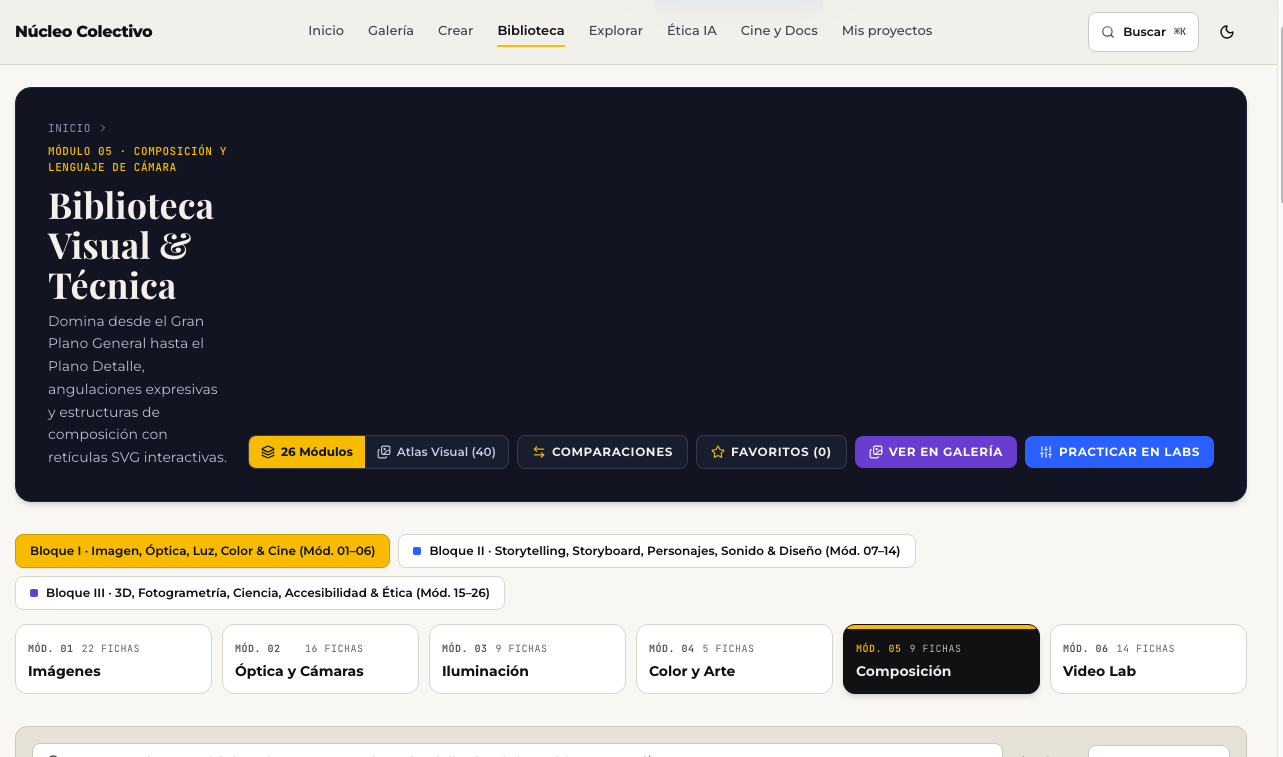 Núcleo Colectivo
Inicio
Galería
Crear
Biblioteca
Explorar
Ética IA
Cine y Docs
Mis proyectos
Buscar ⌘K
INICIO >
MÓDULO 05 · COMPOSICIÓN Y
LENGUAJE DE CÁMARA
Biblioteca
Visual &
Técnica
Domina desde el Gran
Plano General hasta el
Plano Detalle,
angulaciones expresivas
y estructuras de
composición con
retículas SVG interactivas.
26 Módulos
Atlas Visual (40)
COMPARACIONES
FAVORITOS (0)
VER EN GALERÍA
PRACTICAR EN LABS
Bloque I · Imagen, Óptica, Luz, Color & Cine (Mód. 01–06)
Bloque II · Storytelling, Storyboard, Personajes, Sonido & Diseño (Mód. 07–14)
Bloque III · 3D, Fotogrametría, Ciencia, Accesibilidad & Ética (Mód. 15–26)
MÓD. 01 22 FICHAS
Imágenes
MÓD. 02 16 FICHAS
Óptica y Cámaras
MÓD. 03 9 FICHAS
Iluminación
MÓD. 04 5 FICHAS
Color y Arte
MÓD. 05 9 FICHAS
Composición
MÓD. 06 14 FICHAS
Video Lab